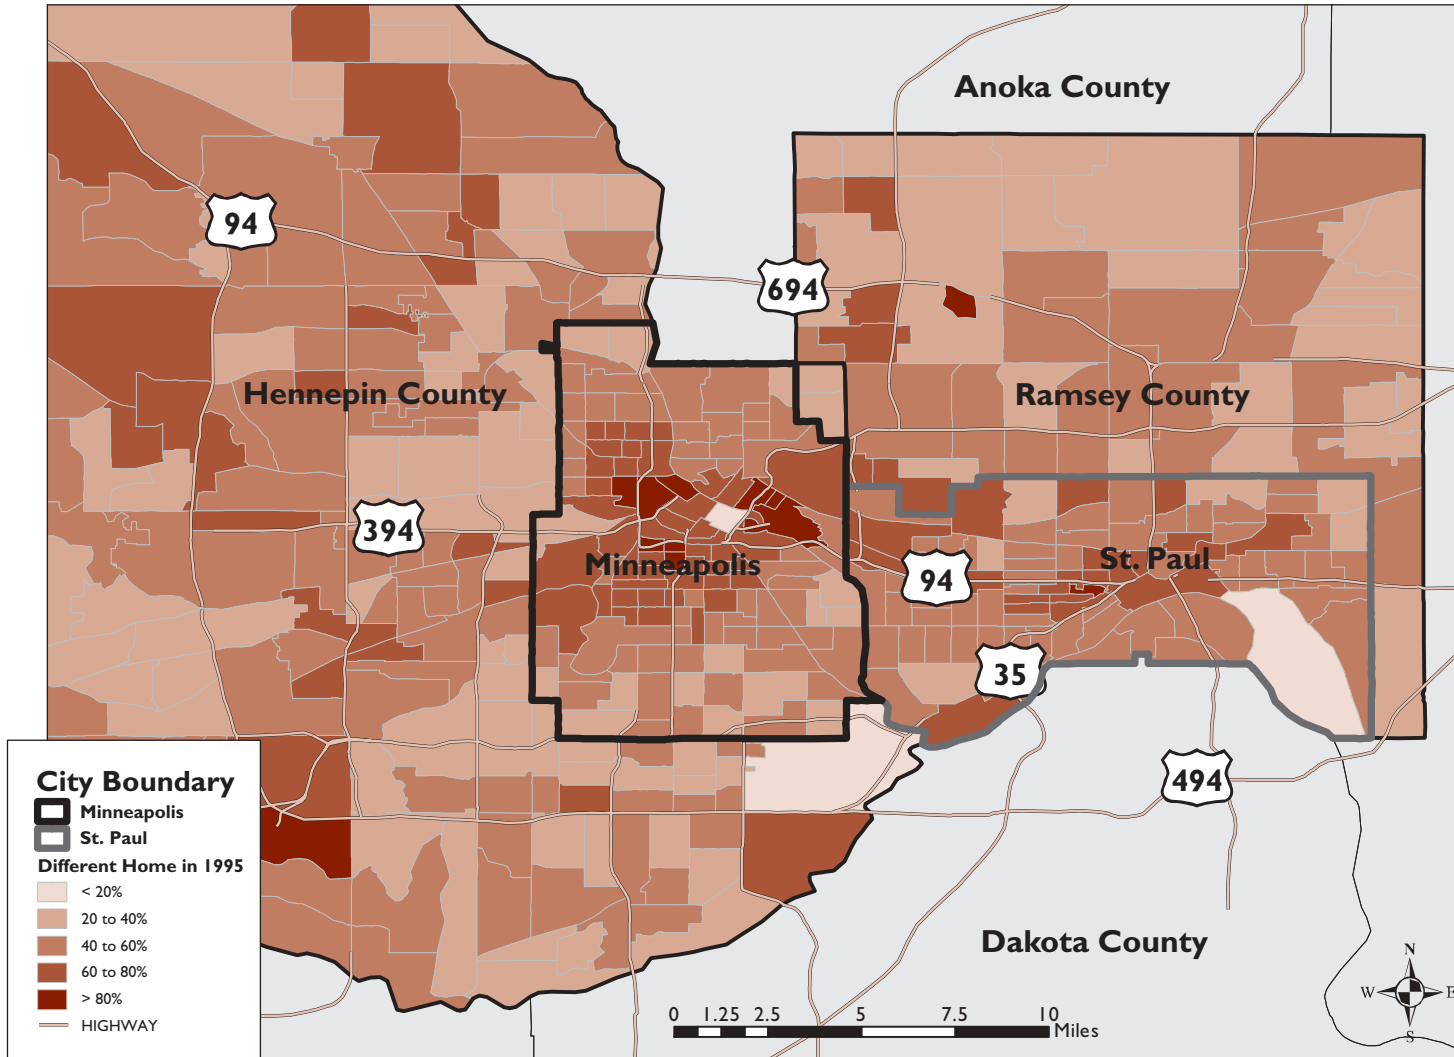 Anoka County
94
694
Hennepin County
Ramsey County
394
Minneapolis
St. Paul
94
35
494
City Boundary
Minneapolis
St. Paul
Different Home in 1995
< 20%
20 to 40%
40 to 60%
60 to 80%
> 80%
HIGHWAY
Dakota County
N
W E
S
0 1.25 2.5 5 7.5 10
Miles